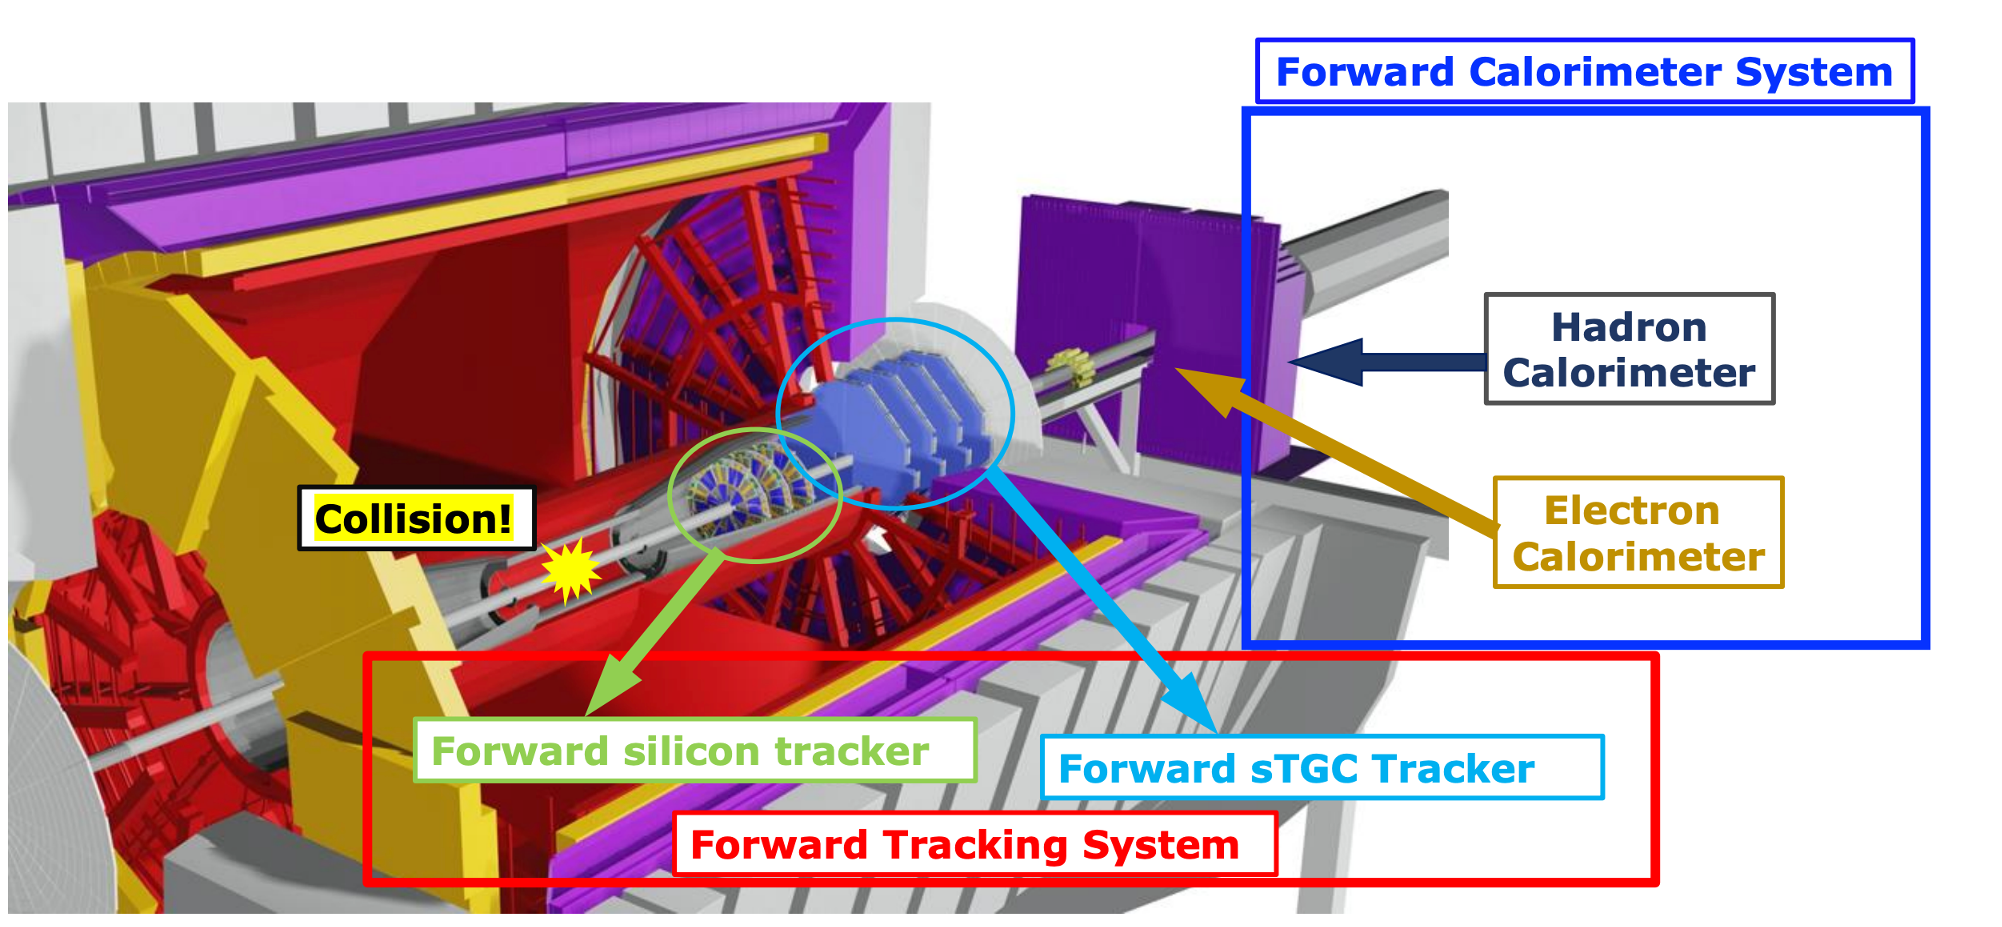 Forward Calorimeter System
Hadron
Calorimeter
Collision!
Electron
Calorimeter
Forward silicon tracker
Forward sTGC Tracker
Forward Tracking System